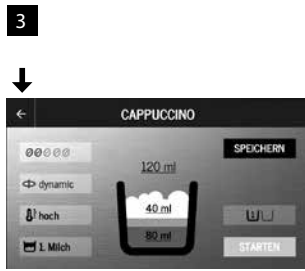 3
CAPPUCCINO
120 ml
40 ml
80 ml
dynamic
hoch
1. Milch
SPEICHERN
STARTEN